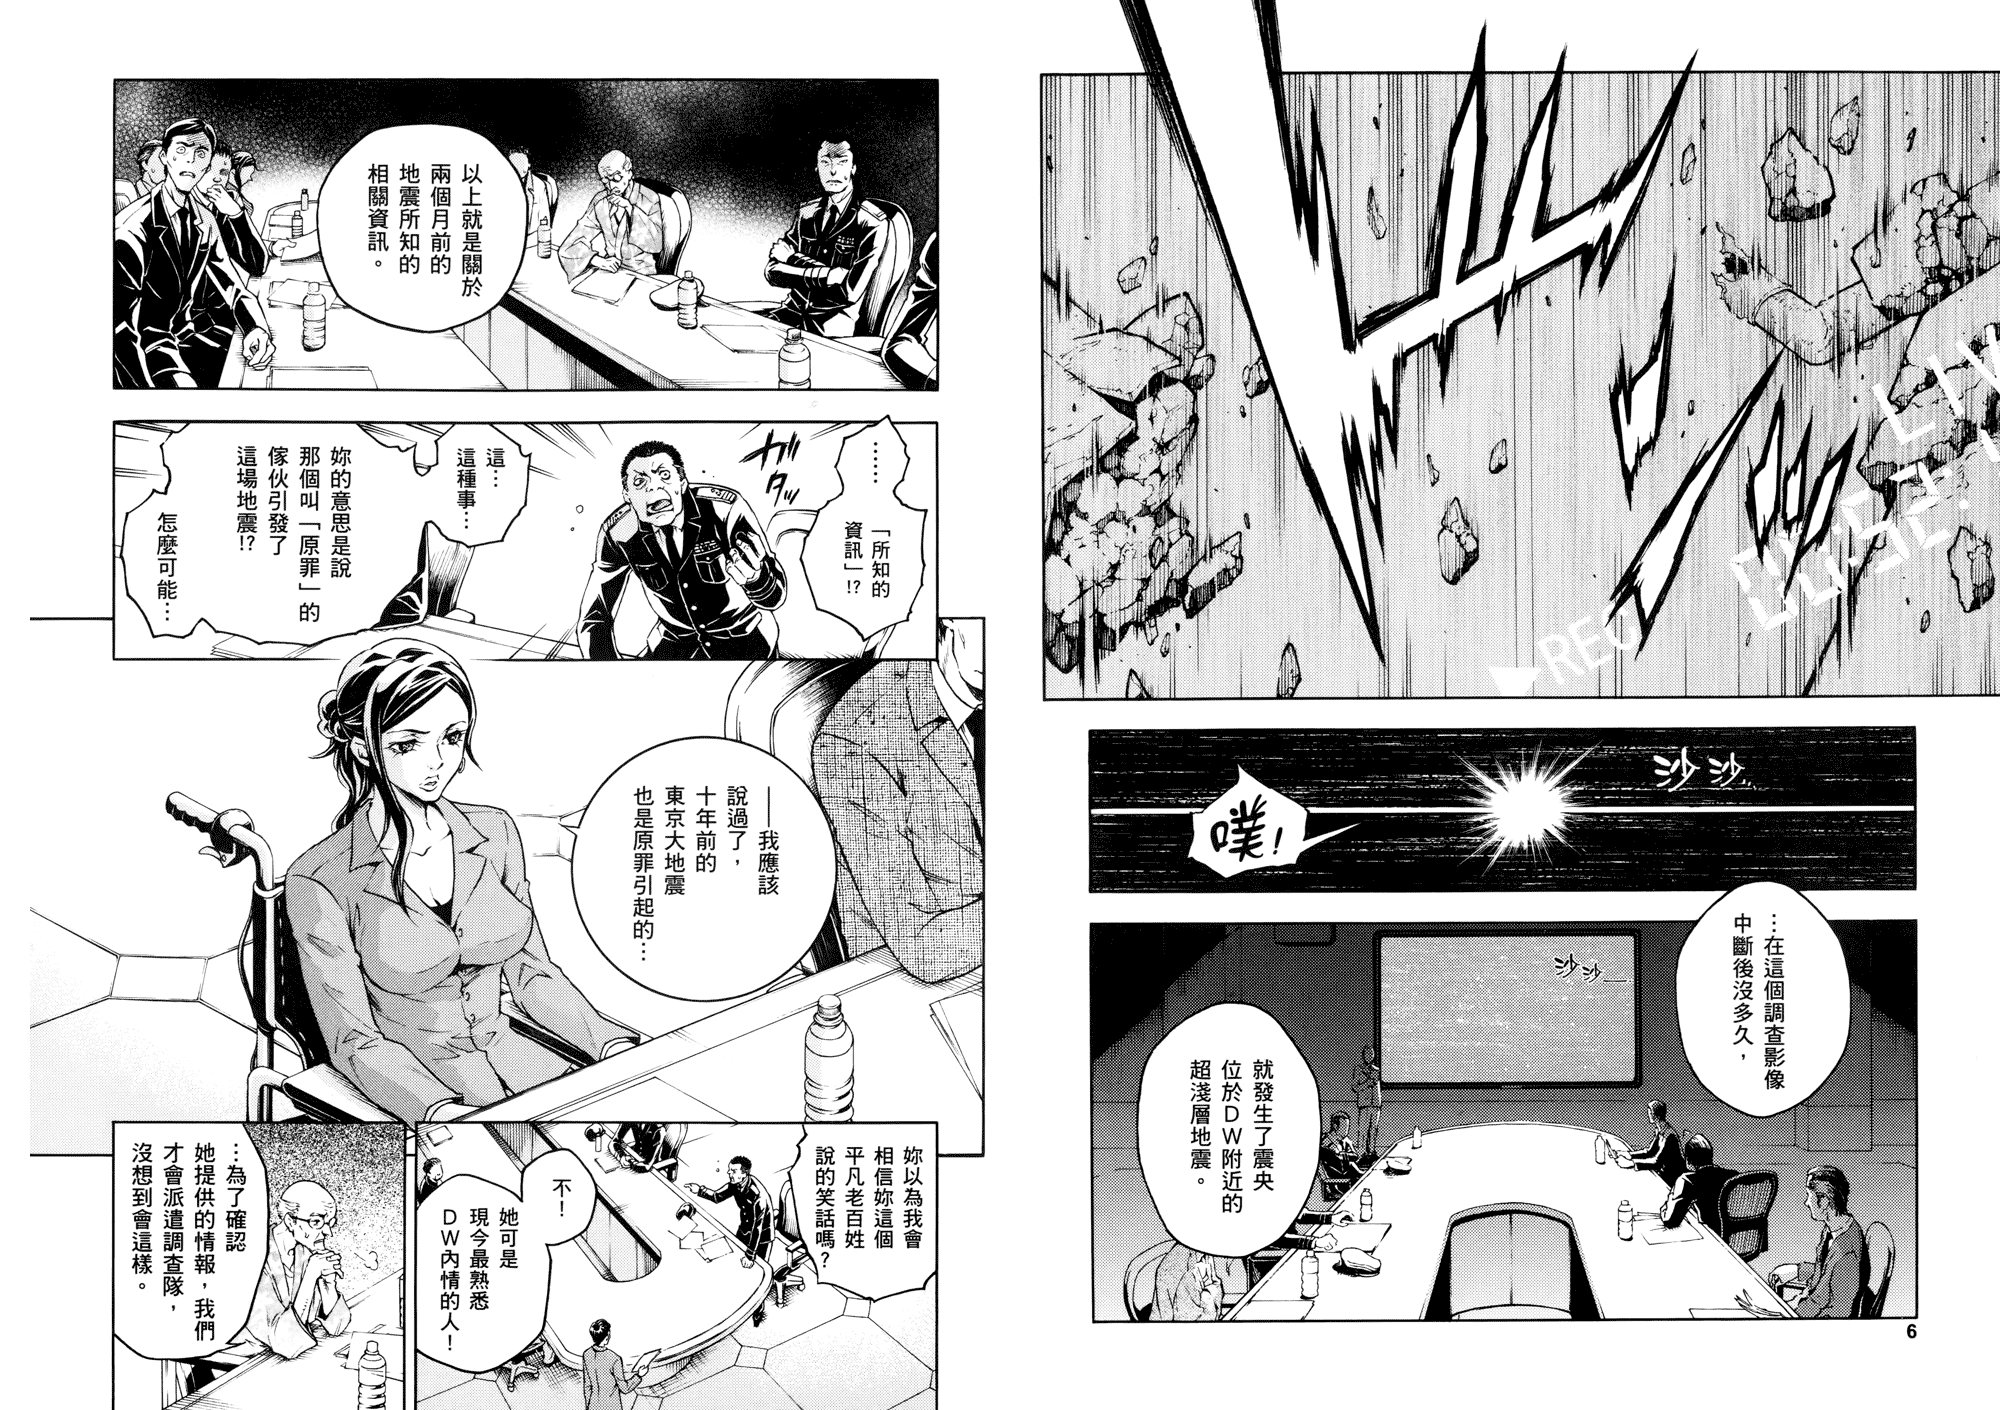 LIV
REC
沙沙
噗!
…在這個調查影像
中斷後沒多久，
沙沙—
就發生了震央
位於DW附近的
超淺層地震。
6
以上就是關於
兩個月前的
地震所知的
相關資訊。
……
「所知的
資訊」!?
ガタッ
這…
這種事…
妳的意思是說
那個叫「原罪」的
傢伙引發了
這場地震!?
怎麼可能…
——我應該
說過了，
十年前的
東京大地震
也是原罪引起的…
妳以為我會
相信妳這個
平凡老百姓
說的笑話嗎?
不!
她可是
現今最熟悉
DW內情的人!
…為了確認
她提供的情報，我們
才會派遣調查隊，
沒想到會這樣。